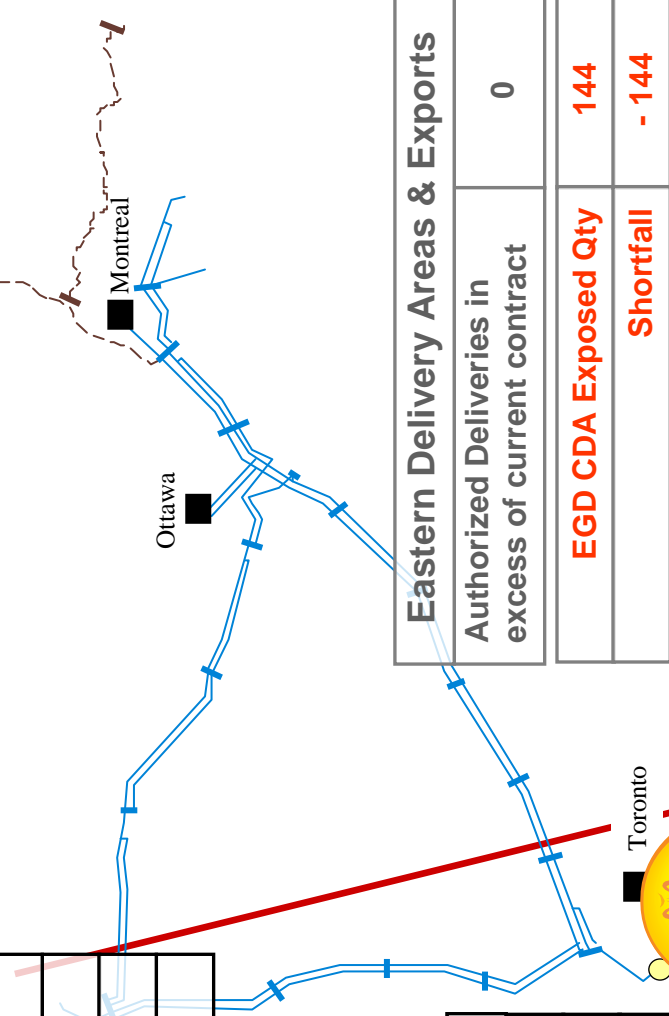 Montreal
Ottawa
Eastern Delivery Areas & Exports
Authorized Deliveries in
excess of current contract
0
EGD CDA Exposed Qty
144
Shortfall
- 144
Toronto